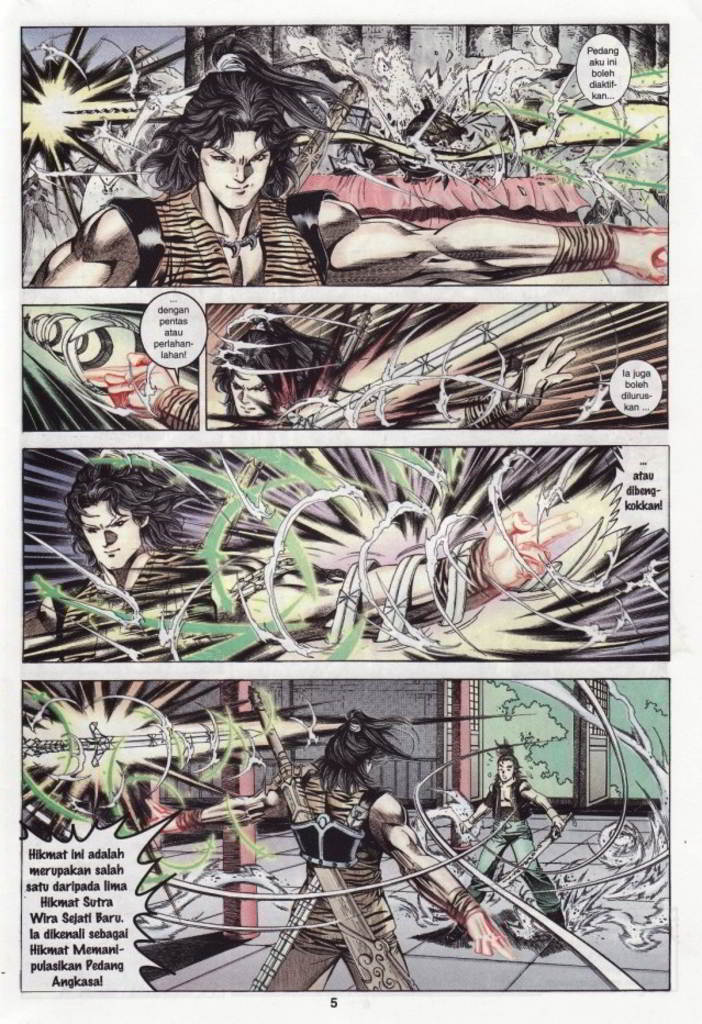 Pedang
aku ini
boleh
diaktif-
kan...
...
dengan
pentas
atau
perlahan-
lahan!
Ia juga
boleh
dilurus-
kan ...
...
atau
dibeng-
kokkan!
Hikmat ini adalah
merupakan salah
satu daripada lima
Hikmat Sutra
Wira Sejati Baru.
Ia dikenali sebagai
Hikmat Memani-
pulasikan Pedang
Angkasa!
5